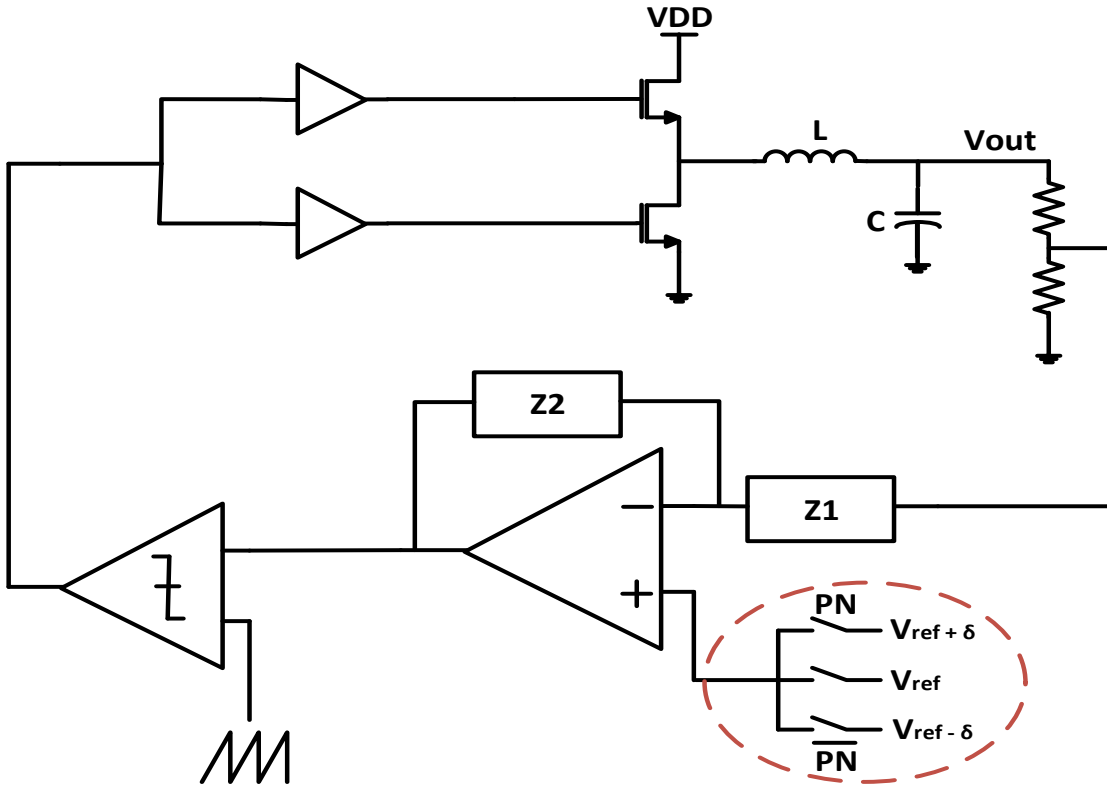 VDD
L
Vout
C
Z2
Z1
PN
Vref + δ
Vref
Vref - δ
PN